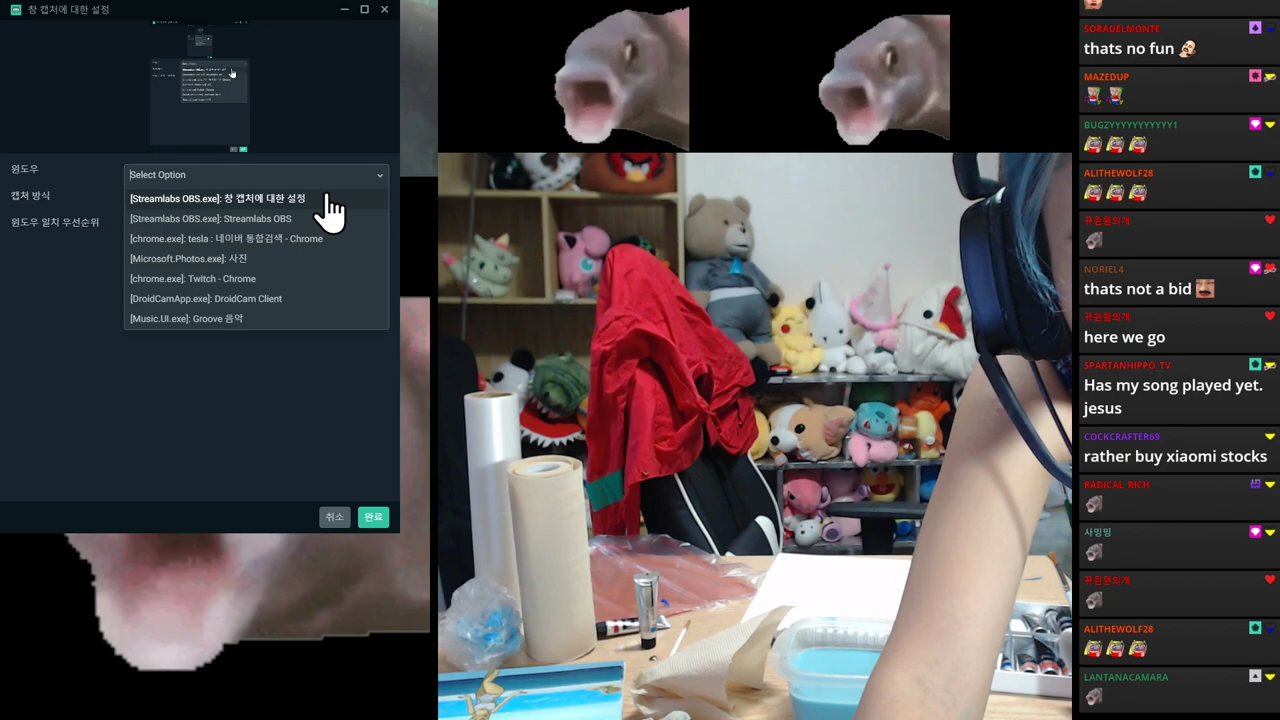 창 캡처에 대한 설정
윈도우
Select Option
캡쳐 방식
윈도우 일치 우선순위
[Streamlabs OBS.exe]: 창 캡처에 대한 설정
[Streamlabs OBS.exe]: Streamlabs OBS
[chrome.exe]: tesla : 네이버 통합검색 - Chrome
[Microsoft.Photos.exe]: 사진
[chrome.exe]: Twitch - Chrome
[DroidCamApp.exe]: DroidCam Client
[Music.UI.exe]: Groove 음악
취소
완료
SORADELMONTE
thats no fun
MAZEDUP
BUGZYYYYYYYYYY1
ALITHEWOLF28
NORIEL4
thats not a bid
here we go
SPARTANHIPPO_TV
Has my song played yet.
jesus
COCKCRAFTER69
rather buy xiaomi stocks
RADICAL_RICH
사밍밍
ALITHEWOLF28
LANTANACAMARA